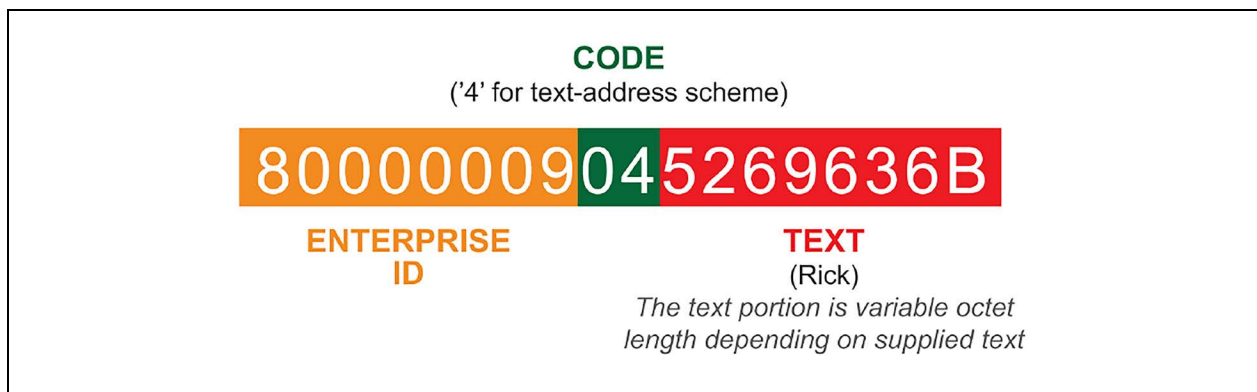 CODE
('4' for text-address scheme)
80000009045269636B
ENTERPRISE
ID
TEXT
(Rick)
The text portion is variable octet
length depending on supplied text